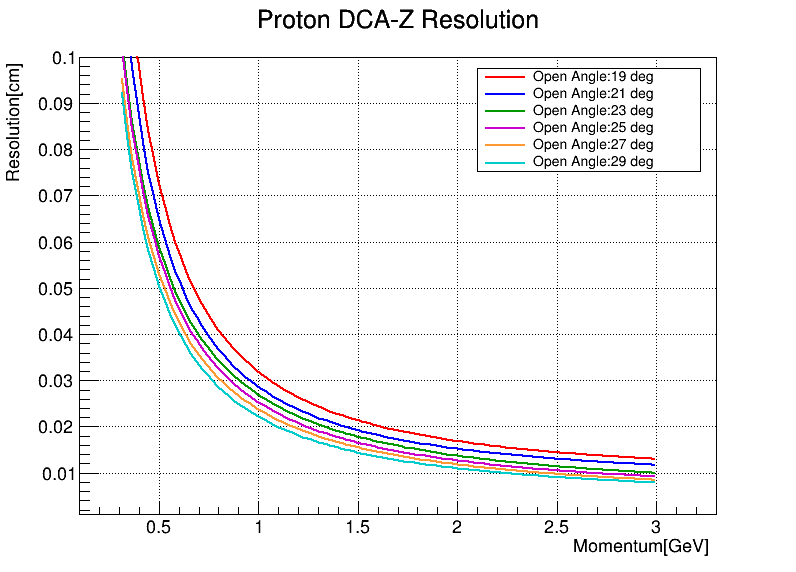 Proton DCA-Z Resolution
Resolution[cm]
0.1
0.09
0.08
0.07
0.06
0.05
0.04
0.03
0.02
0.01
Open Angle:19 deg
Open Angle:21 deg
Open Angle:23 deg
Open Angle:25 deg
Open Angle:27 deg
Open Angle:29 deg
0.5 1 1.5 2 2.5 3
Momentum[GeV]